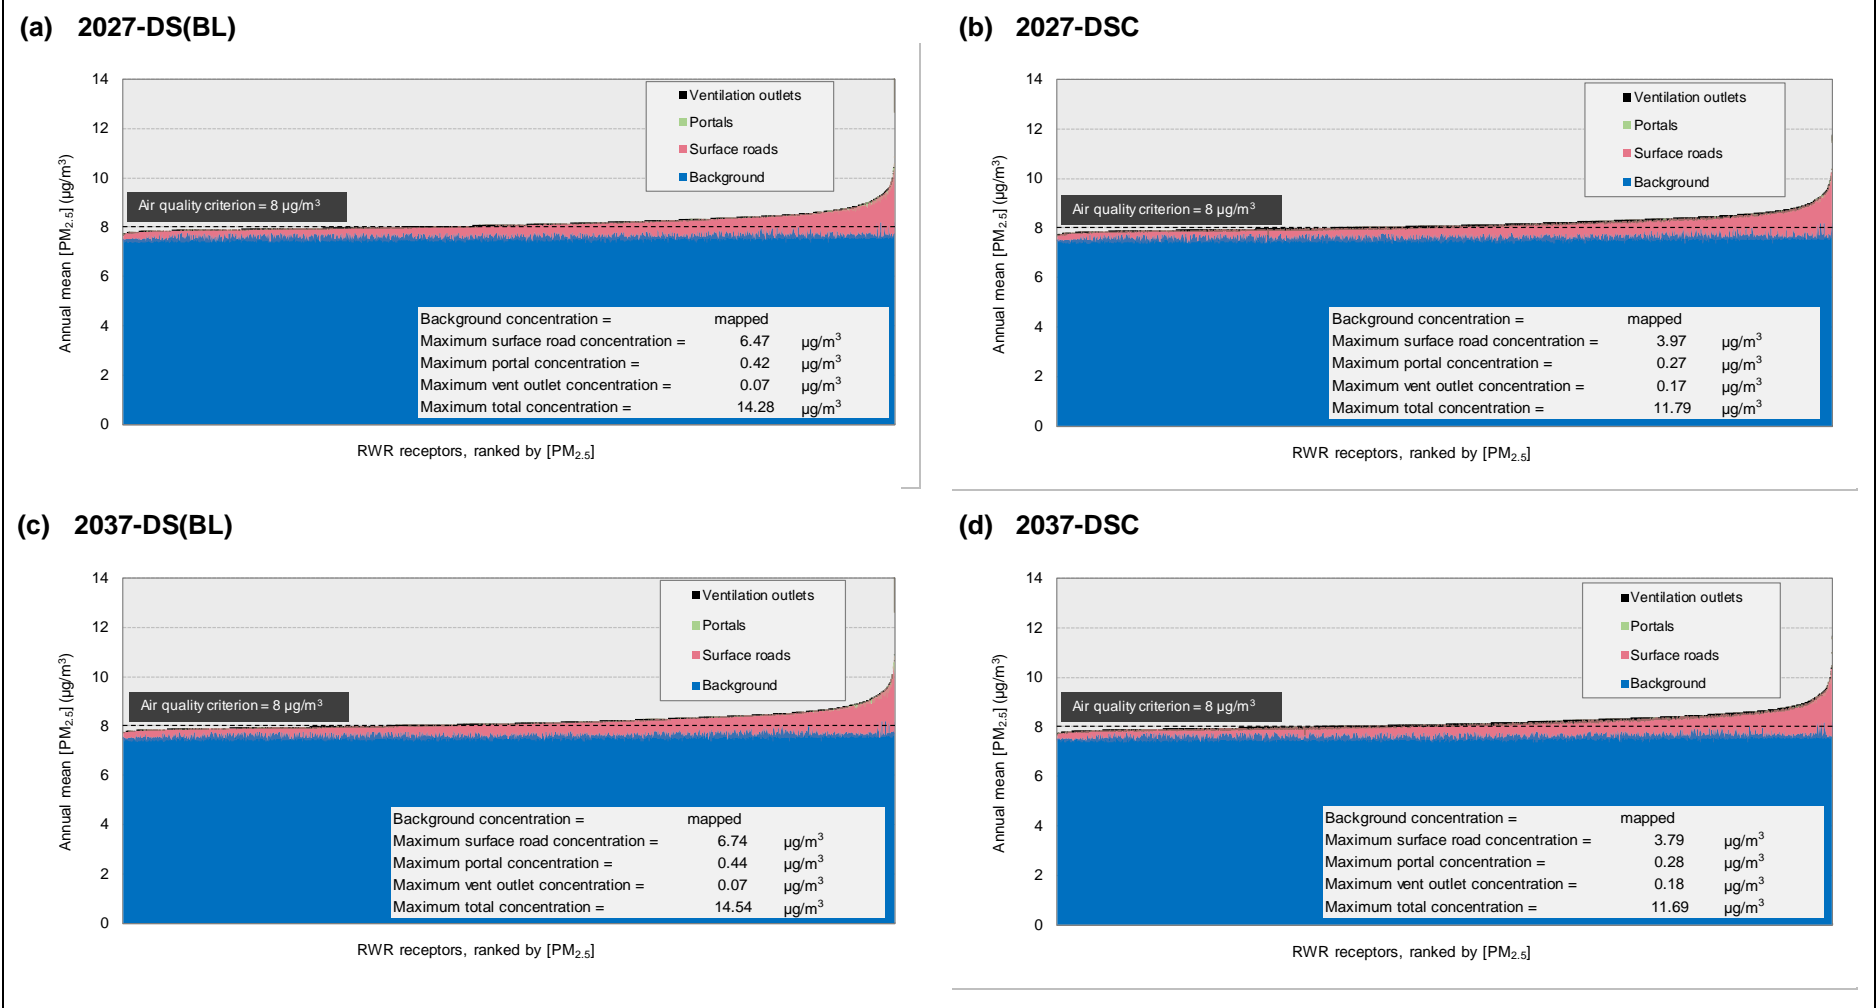 (a) 2027-DS(BL)
14
12
10
8
6
4
2
0
Annual mean [PM2.5] (µg/m3)
Ventilation outlets
Portals
Surface roads
Background
Air quality criterion = 8 µg/m3
Background concentration = mapped
Maximum surface road concentration = 6.47 µg/m3
Maximum portal concentration = 0.42 µg/m3
Maximum vent outlet concentration = 0.07 µg/m3
Maximum total concentration = 14.28 µg/m3
RWR receptors, ranked by [PM2.5]
(b) 2027-DSC
14
12
10
8
6
4
2
0
Annual mean [PM2.5] (µg/m3)
Ventilation outlets
Portals
Surface roads
Background
Air quality criterion = 8 µg/m3
Background concentration = mapped
Maximum surface road concentration = 3.97 µg/m3
Maximum portal concentration = 0.27 µg/m3
Maximum vent outlet concentration = 0.17 µg/m3
Maximum total concentration = 11.79 µg/m3
RWR receptors, ranked by [PM2.5]
(c) 2037-DS(BL)
14
12
10
8
6
4
2
0
Annual mean [PM2.5] (µg/m3)
Ventilation outlets
Portals
Surface roads
Background
Air quality criterion = 8 µg/m3
Background concentration = mapped
Maximum surface road concentration = 6.74 µg/m3
Maximum portal concentration = 0.44 µg/m3
Maximum vent outlet concentration = 0.07 µg/m3
Maximum total concentration = 14.54 µg/m3
RWR receptors, ranked by [PM2.5]
(d) 2037-DSC
14
12
10
8
6
4
2
0
Annual mean [PM2.5] (µg/m3)
Ventilation outlets
Portals
Surface roads
Background
Air quality criterion = 8 µg/m3
Background concentration = mapped
Maximum surface road concentration = 3.79 µg/m3
Maximum portal concentration = 0.28 µg/m3
Maximum vent outlet concentration = 0.18 µg/m3
Maximum total concentration = 11.69 µg/m3
RWR receptors, ranked by [PM2.5]